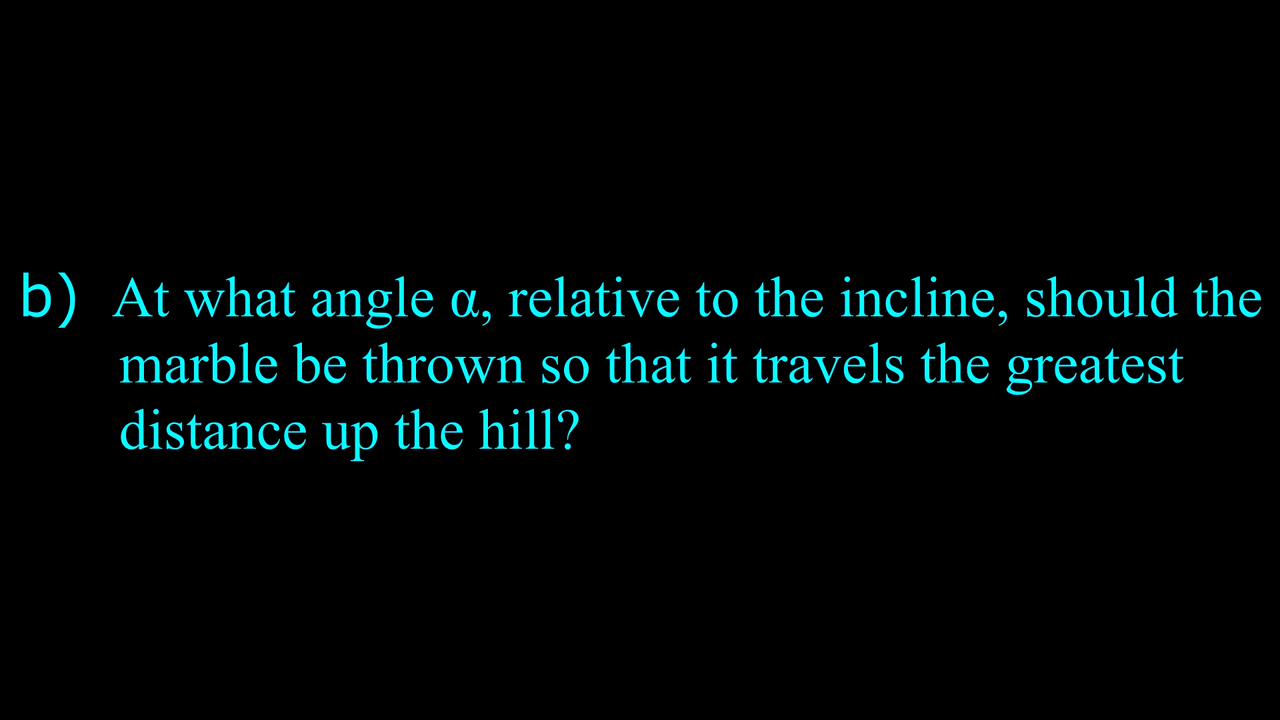 b) At what angle α, relative to the incline, should the
marble be thrown so that it travels the greatest
distance up the hill?